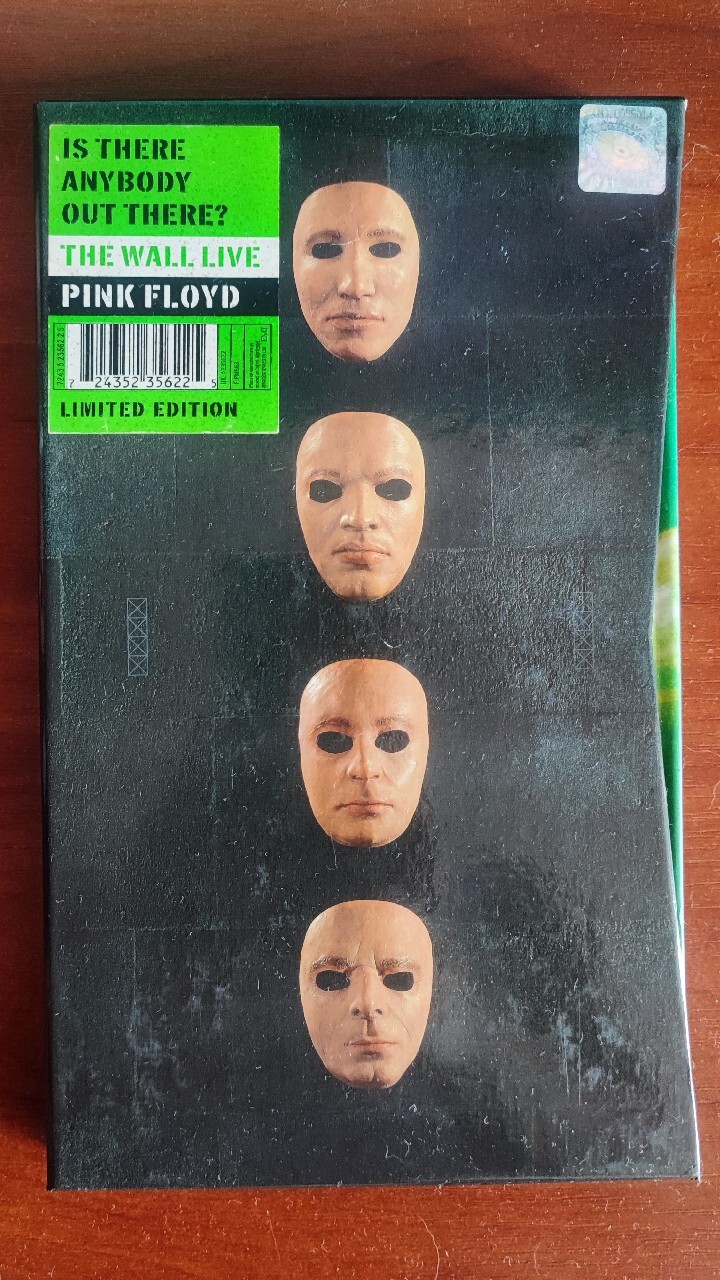 IS THERE
ANYBODY
OUT THERE?
THE WALL LIVE
PINK FLOYD
7 24352 35622 5
LIMITED EDITION